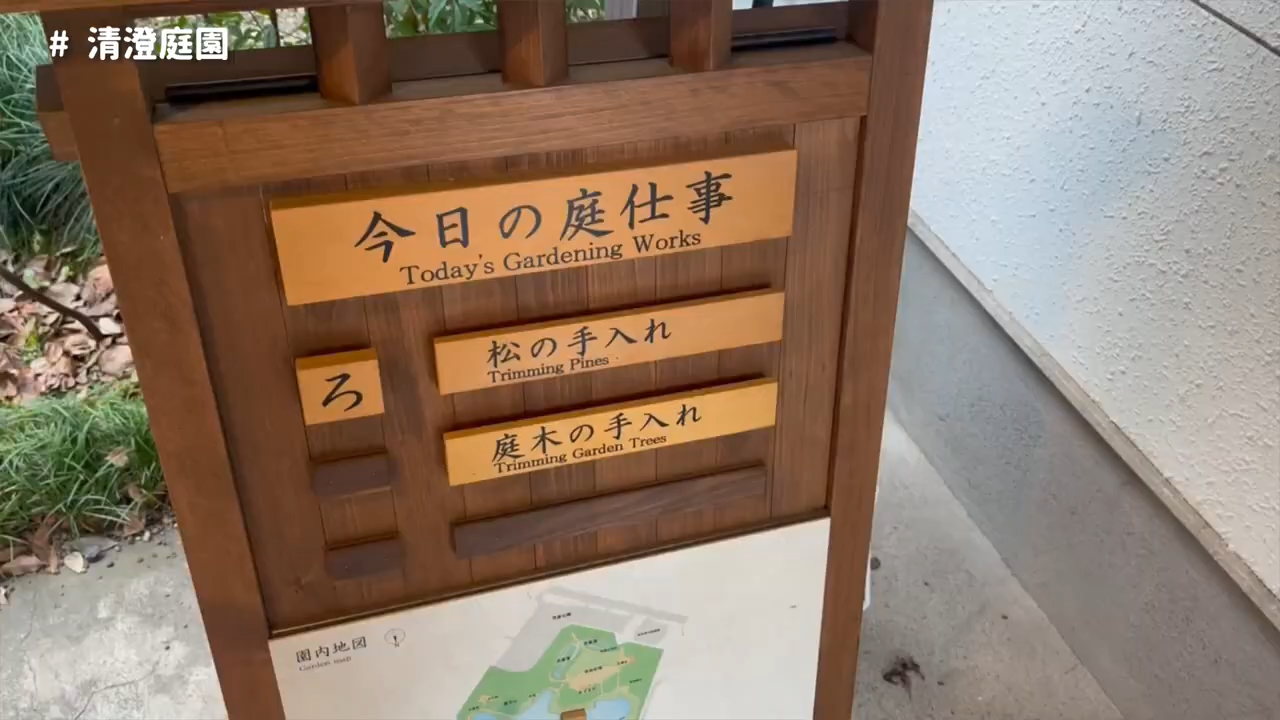 # 清澄庭園
今日の庭仕事
Today's Gardening Works
松の手入れ
Trimming Pines
ろ
庭木の手入れ
Trimming Garden Trees
園内地図
Garden map